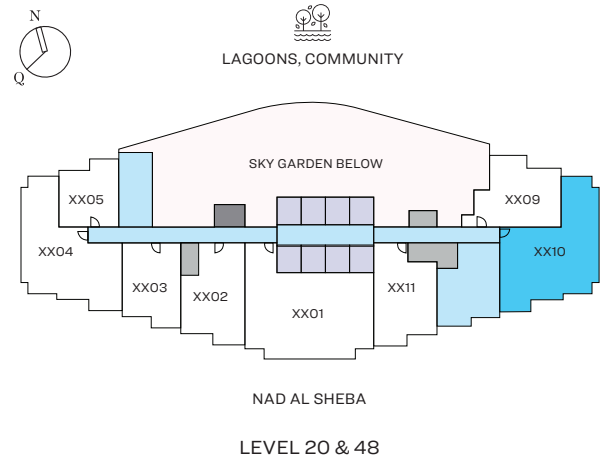 N
Q
LAGOONS, COMMUNITY
SKY GARDEN BELOW
XX05
XX09
XX04
XX10
XX03
XX02
XX11
XX01
NAD AL SHEBA
LEVEL 20 & 48